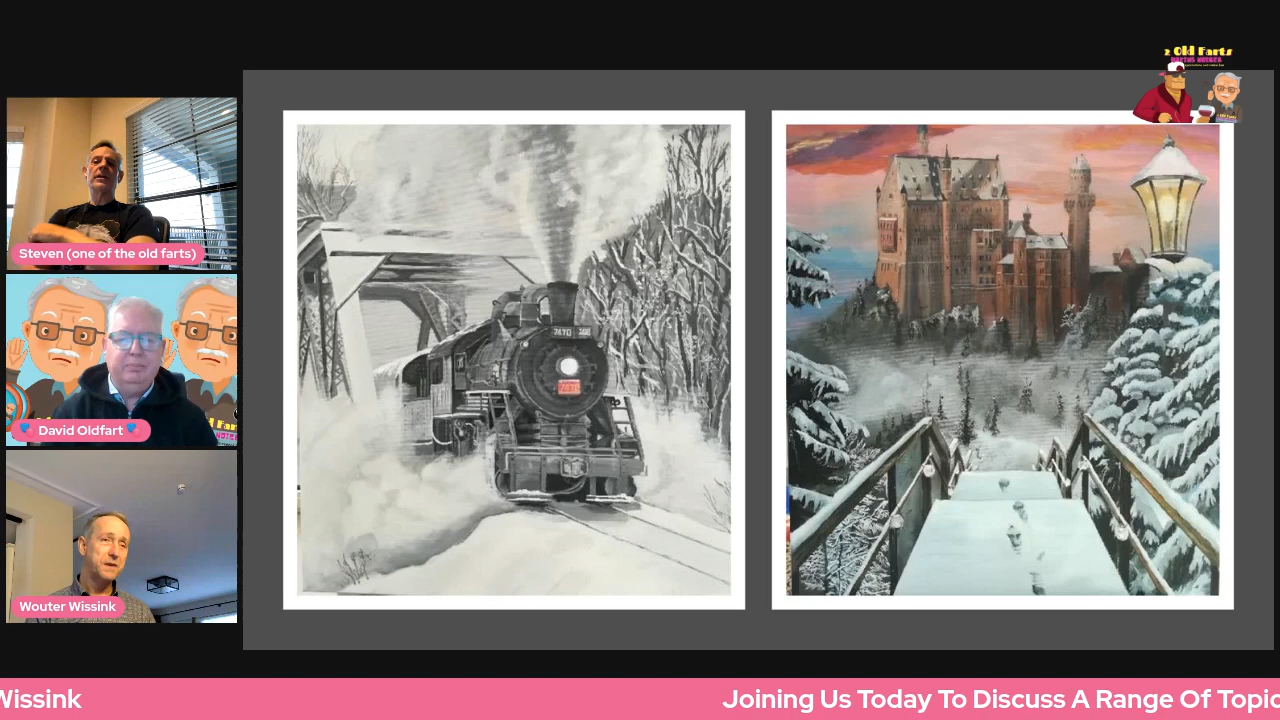 2 Old Farts
Steven (one of the old farts)
David Oldfart
Wouter Wissink
7470
7470
Wissink
Joining Us Today To Discuss A Range Of Topic